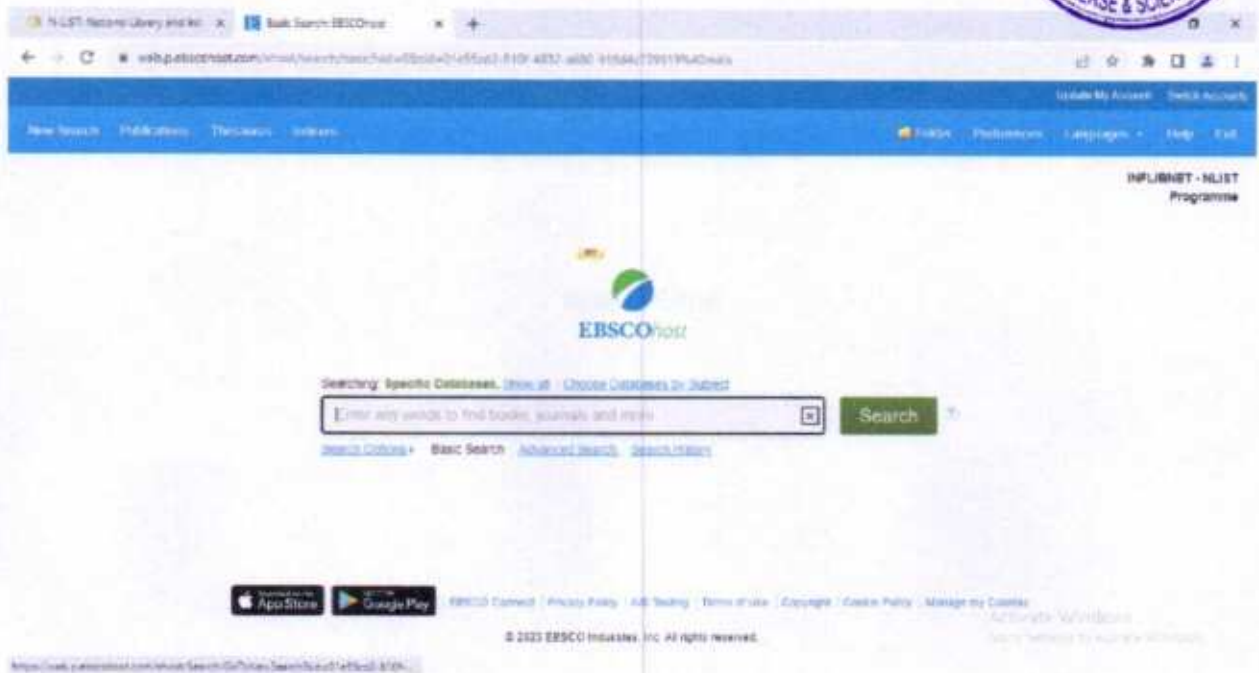 EASE & SCIEN
N-LIST: National Library and Inf
Basic Search: EBSCOhost
Update My Account Switch Accounts
New Search Publications Thesaurus Indexes
Folder Preferences Languages Help Exit
INFLIBNET - NLIST
Programme
EBSCOhost
Searching: Specific Databases. Show all Choose Databases by Subject
Enter any words to find books, journals and more
Search
Search Options Basic Search Advanced Search Search History
App Store
Google Play
EBSCO Connect Privacy Policy A/B Testing Terms of Use Copyright Cookie Policy Manage my Cookies
© 2023 EBSCO Industries, Inc. All rights reserved.
Activate Windows